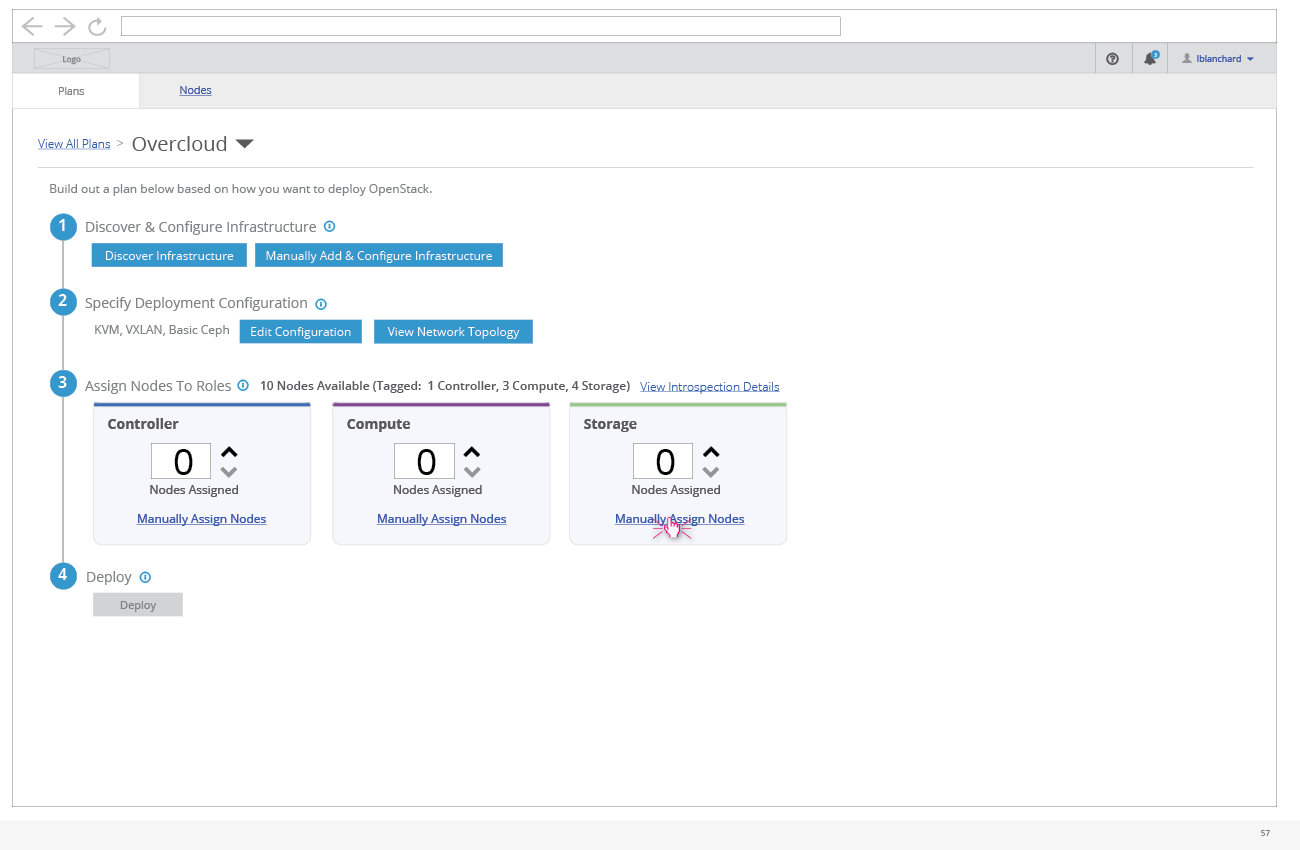 Logo
3
lblanchard
Plans
Nodes
View All Plans > Overcloud
Build out a plan below based on how you want to deploy OpenStack.
1 Discover & Configure Infrastructure
Discover Infrastructure
Manually Add & Configure Infrastructure
2 Specify Deployment Configuration
KVM, VXLAN, Basic Ceph
Edit Configuration
View Network Topology
3 Assign Nodes To Roles
10 Nodes Available (Tagged: 1 Controller, 3 Compute, 4 Storage)
View Introspection Details
Controller
0
Nodes Assigned
Manually Assign Nodes
Compute
0
Nodes Assigned
Manually Assign Nodes
Storage
0
Nodes Assigned
Manually Assign Nodes
4 Deploy
Deploy
57